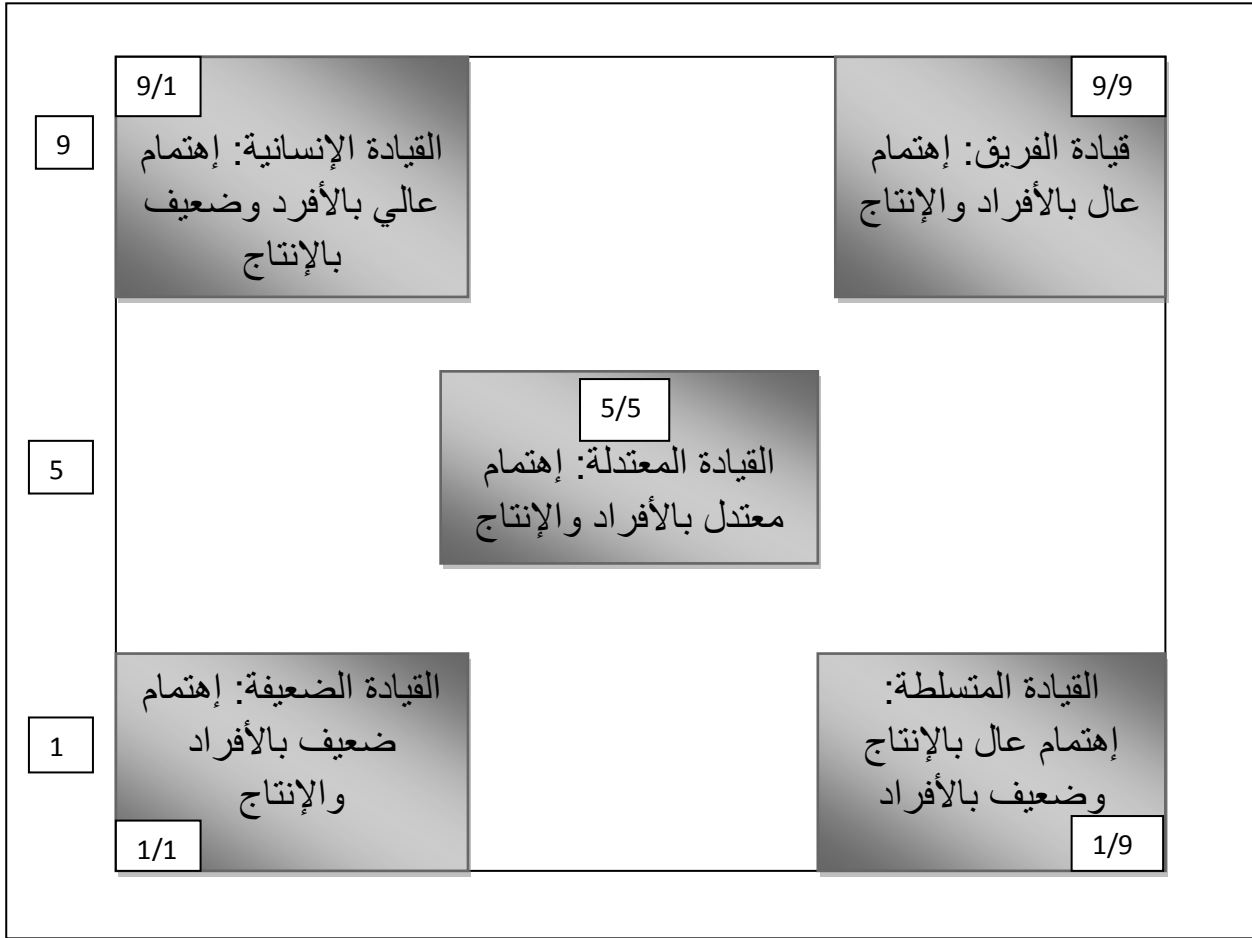 9/1
9/9
9
القيادة الإنسانية: إهتمام
عالي بالأفرد وضعيف
بالإنتاج
قيادة الفريق: إهتمام
عال بالأفراد والإنتاج
5
5/5
القيادة المعتدلة: إهتمام
معتدل بالأفراد والإنتاج
1
القيادة الضعيفة: إهتمام
ضعيف بالأفراد
والإنتاج
1/1
القيادة المتسلطة:
إهتمام عال بالإنتاج
وضعيف بالأفراد
1/9